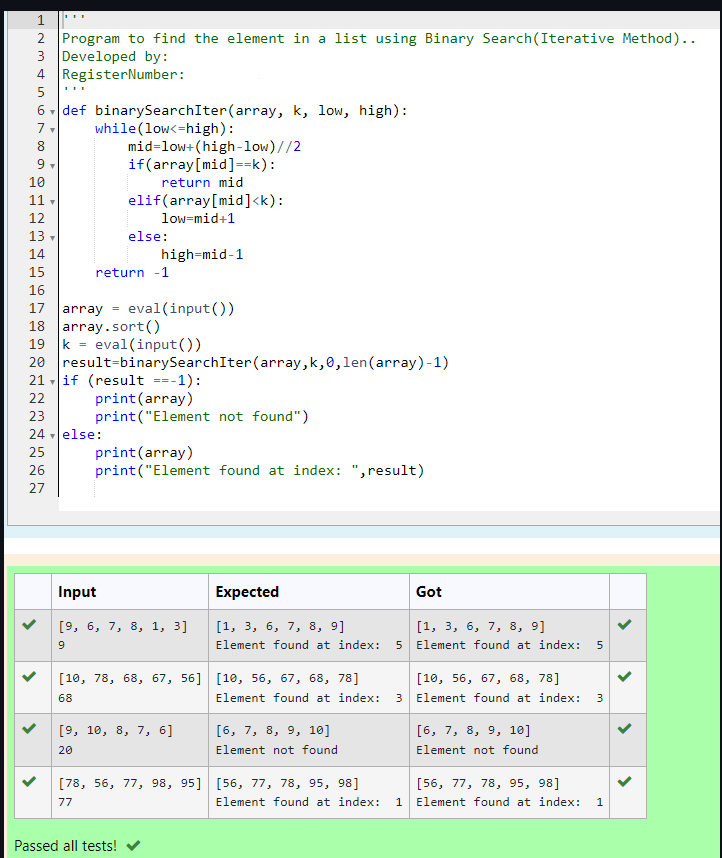 1 '''
2 Program to find the element in a list using Binary Search(Iterative Method)..
3 Developed by:
4 RegisterNumber:
5 '''
6 def binarySearchIter(array, k, low, high):
7     while(low<=high):
8         mid=low+(high-low)//2
9         if(array[mid]==k):
10             return mid
11         elif(array[mid]<k):
12             low=mid+1
13         else:
14             high=mid-1
15     return -1
16
17 array = eval(input())
18 array.sort()
19 k = eval(input())
20 result=binarySearchIter(array,k,0,len(array)-1)
21 if (result ==-1):
22     print(array)
23     print("Element not found")
24 else:
25     print(array)
26     print("Element found at index: ",result)
27
Input Expected Got
[9, 6, 7, 8, 1, 3] [1, 3, 6, 7, 8, 9] [1, 3, 6, 7, 8, 9]
9 Element found at index:  5 Element found at index:  5
[10, 78, 68, 67, 56] [10, 56, 67, 68, 78] [10, 56, 67, 68, 78]
68 Element found at index:  3 Element found at index:  3
[9, 10, 8, 7, 6] [6, 7, 8, 9, 10] [6, 7, 8, 9, 10]
20 Element not found Element not found
[78, 56, 77, 98, 95] [56, 77, 78, 95, 98] [56, 77, 78, 95, 98]
77 Element found at index:  1 Element found at index:  1
Passed all tests!